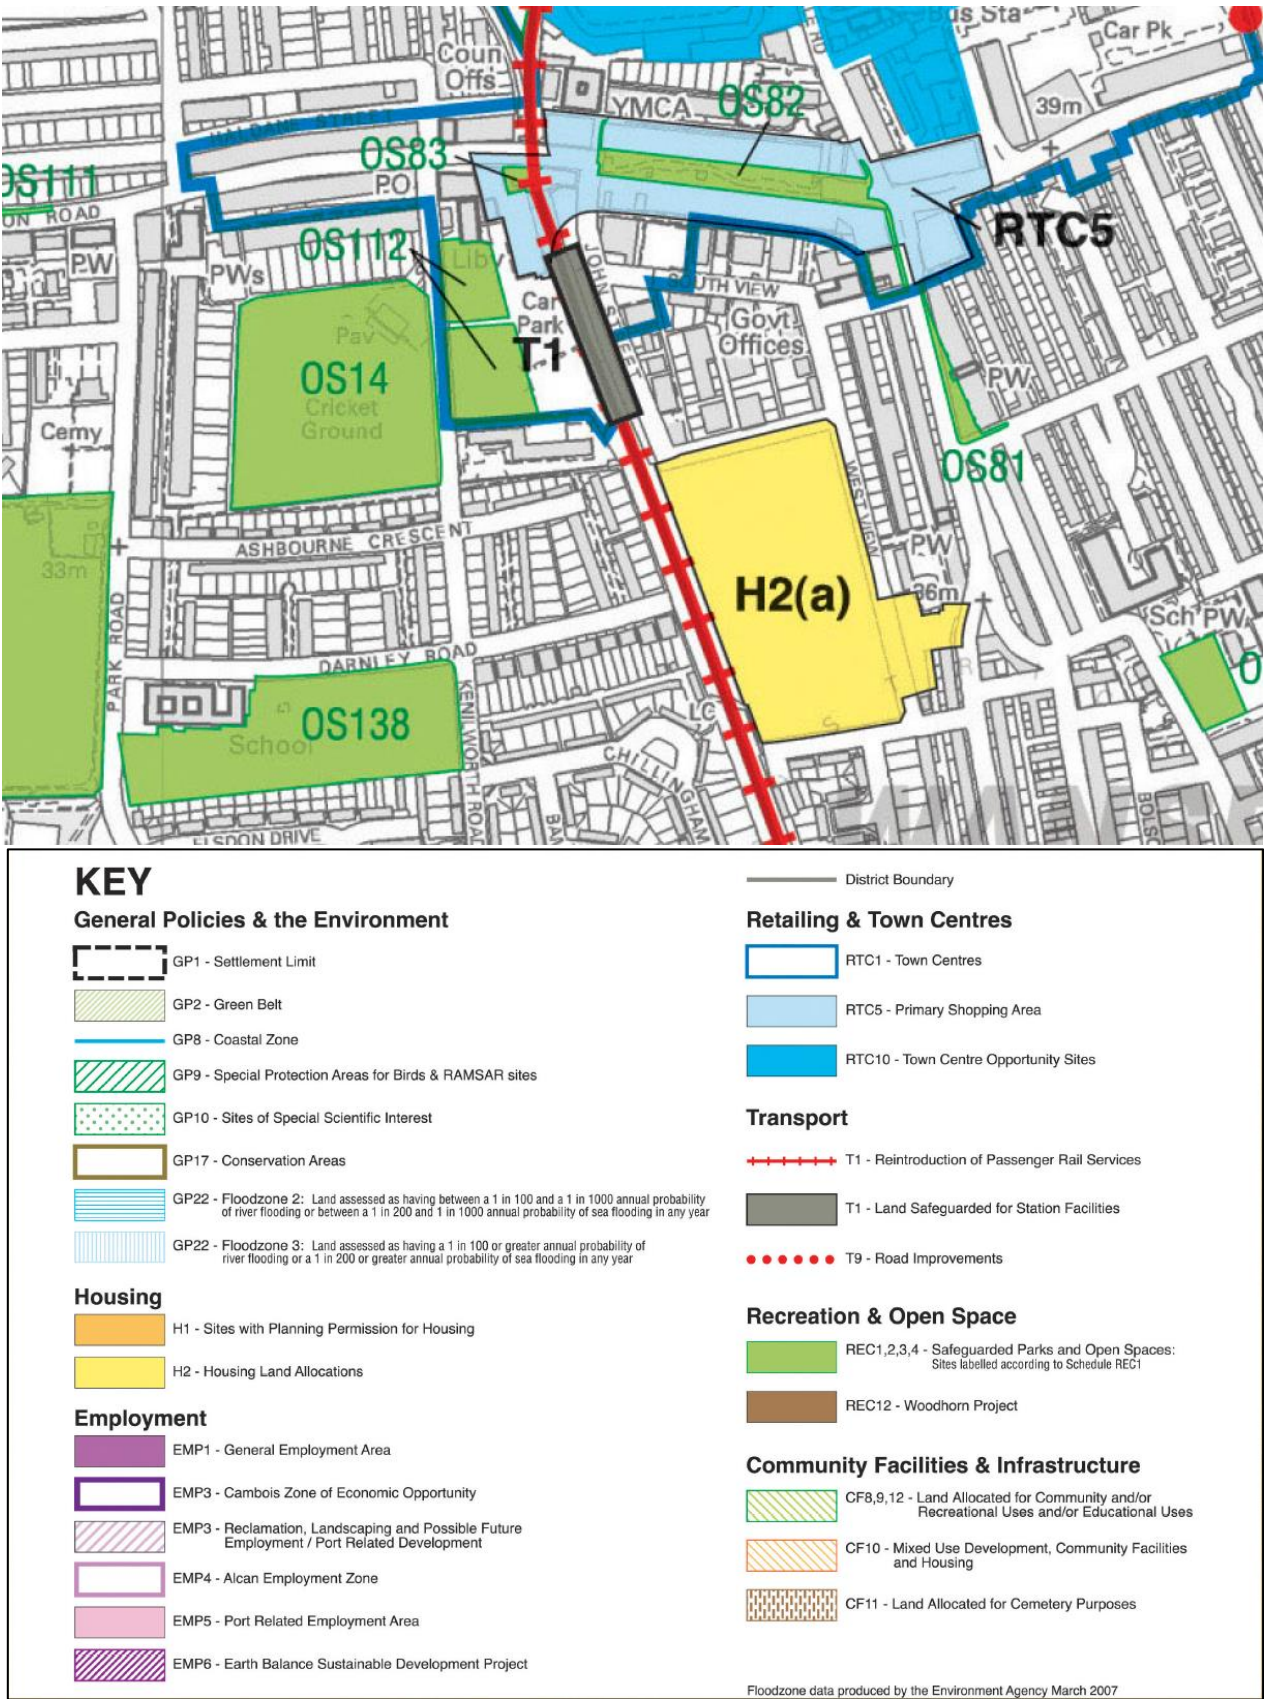 Bus Sta
Car Pk
Coun
Offs
YMCA
OS82
39m
HALDANE STREET
OS83
OS111
PO
ON ROAD
OS112
RTC5
PW
PWs
Liby
JOHN STREET
SOUTH VIEW
Car
Park
Pav
T1
Govt
Offices
OS14
PW
Cricket
Ground
Cemy
OS81
WEST VIEW
ASHBOURNE CRESCENT
PW
33m
H2(a)
36m
Sch
PW
PARK ROAD
DARNLEY ROAD
KENILWORTH ROAD
OS138
LC
School
CHILLINGHAM
ELSDON DRIVE
KEY
General Policies & the Environment
GP1 - Settlement Limit
GP2 - Green Belt
GP8 - Coastal Zone
GP9 - Special Protection Areas for Birds & RAMSAR sites
GP10 - Sites of Special Scientific Interest
GP17 - Conservation Areas
GP22 - Floodzone 2: Land assessed as having between a 1 in 100 and a 1 in 1000 annual probability
of river flooding or between a 1 in 200 and 1 in 1000 annual probability of sea flooding in any year
GP22 - Floodzone 3: Land assessed as having a 1 in 100 or greater annual probability of
river flooding or a 1 in 200 or greater annual probability of sea flooding in any year
Housing
H1 - Sites with Planning Permission for Housing
H2 - Housing Land Allocations
Employment
EMP1 - General Employment Area
EMP3 - Cambois Zone of Economic Opportunity
EMP3 - Reclamation, Landscaping and Possible Future
Employment / Port Related Development
EMP4 - Alcan Employment Zone
EMP5 - Port Related Employment Area
EMP6 - Earth Balance Sustainable Development Project
District Boundary
Retailing & Town Centres
RTC1 - Town Centres
RTC5 - Primary Shopping Area
RTC10 - Town Centre Opportunity Sites
Transport
T1 - Reintroduction of Passenger Rail Services
T1 - Land Safeguarded for Station Facilities
T9 - Road Improvements
Recreation & Open Space
REC1,2,3,4 - Safeguarded Parks and Open Spaces:
Sites labelled according to Schedule REC1
REC12 - Woodhorn Project
Community Facilities & Infrastructure
CF8,9,12 - Land Allocated for Community and/or
Recreational Uses and/or Educational Uses
CF10 - Mixed Use Development, Community Facilities
and Housing
CF11 - Land Allocated for Cemetery Purposes
Floodzone data produced by the Environment Agency March 2007